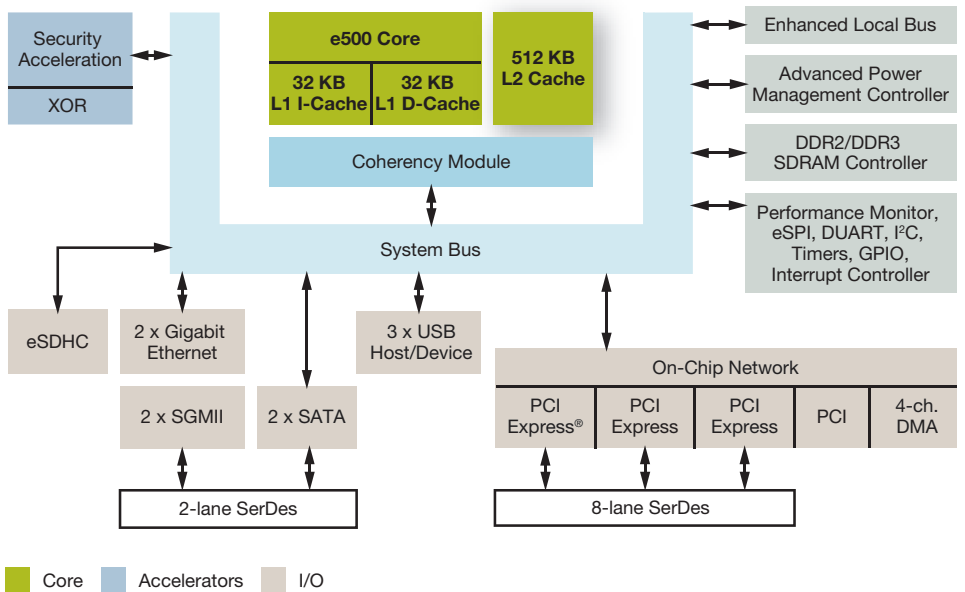 Security
Acceleration
XOR
e500 Core
32 KB
L1 I-Cache
32 KB
L1 D-Cache
512 KB
L2 Cache
Coherency Module
System Bus
Enhanced Local Bus
Advanced Power
Management Controller
DDR2/DDR3
SDRAM Controller
Performance Monitor,
eSPI, DUART, I²C,
Timers, GPIO,
Interrupt Controller
eSDHC
2 x Gigabit
Ethernet
3 x USB
Host/Device
2 x SGMII
2 x SATA
2-lane SerDes
On-Chip Network
PCI
Express®
PCI
Express
PCI
Express
PCI
4-ch.
DMA
8-lane SerDes
Core
Accelerators
I/O